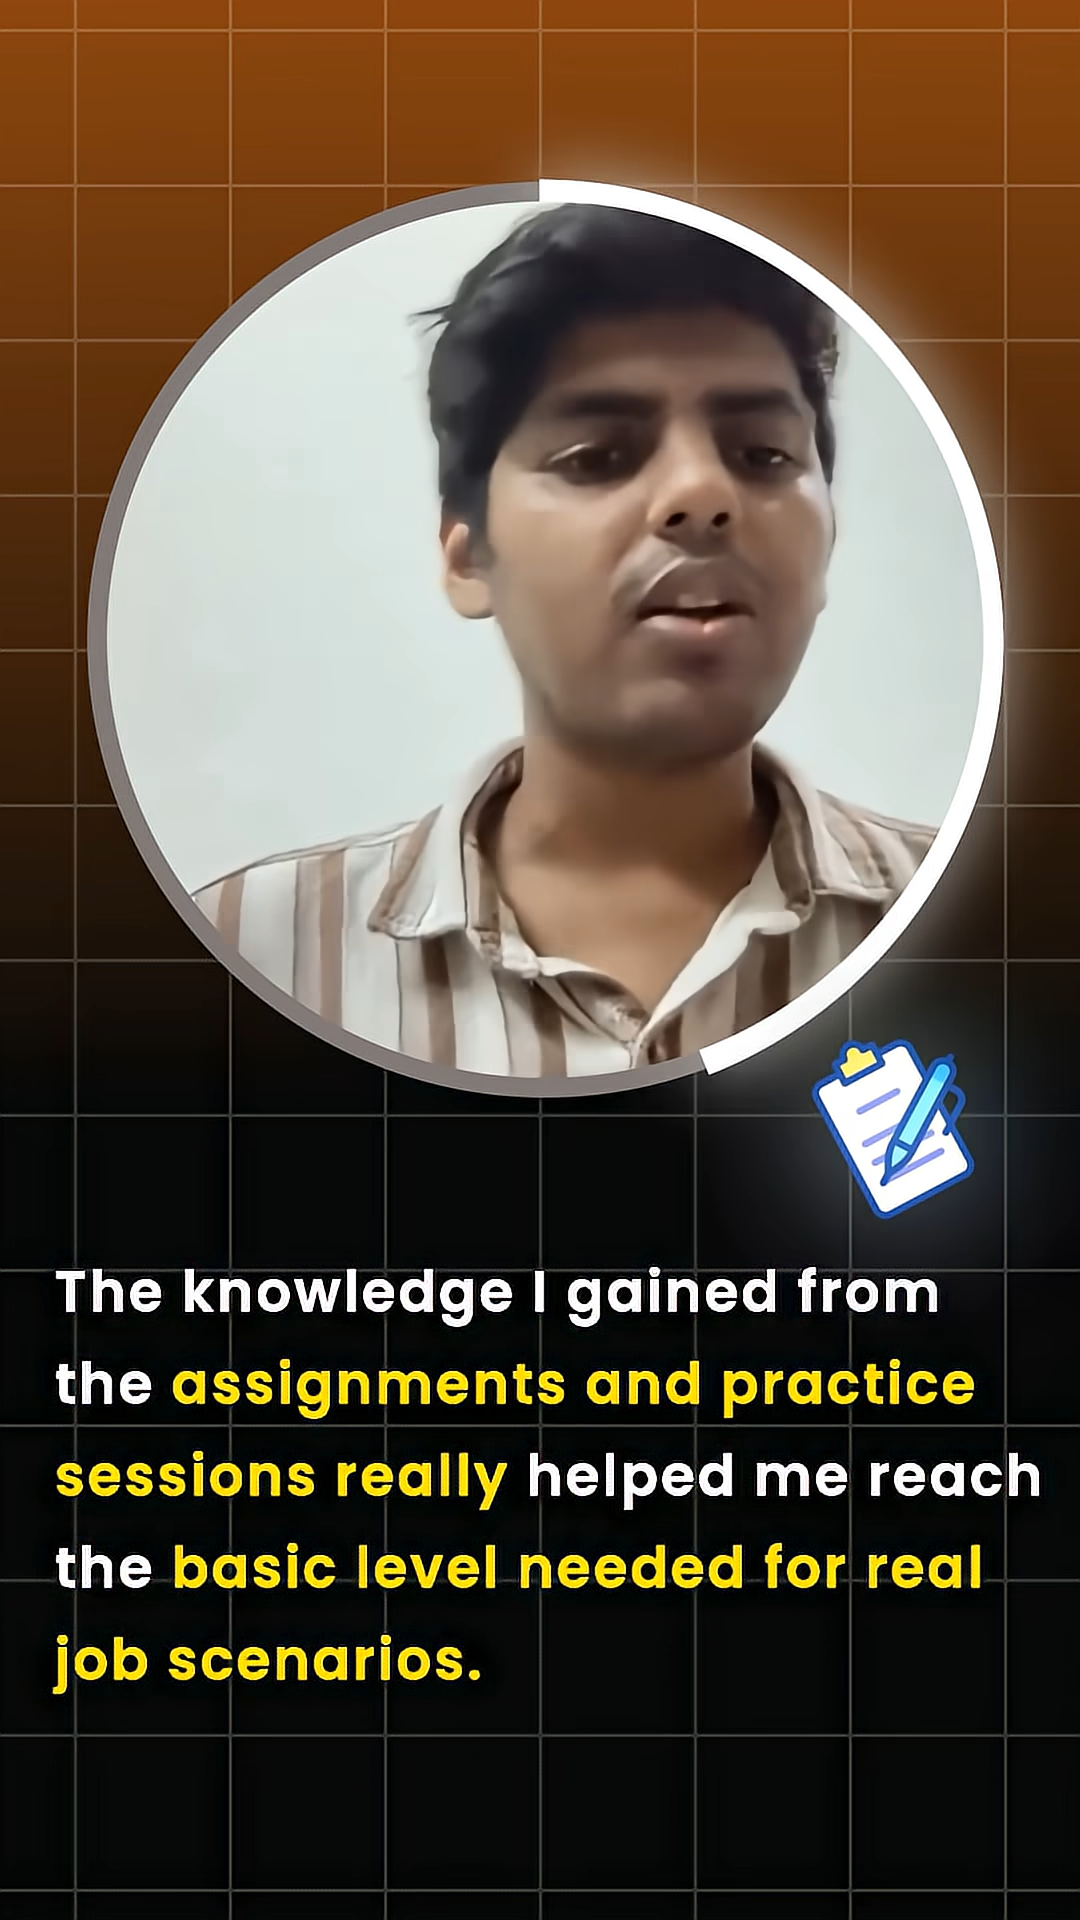 The knowledge I gained from
the assignments and practice
sessions really helped me reach
the basic level needed for real
job scenarios.